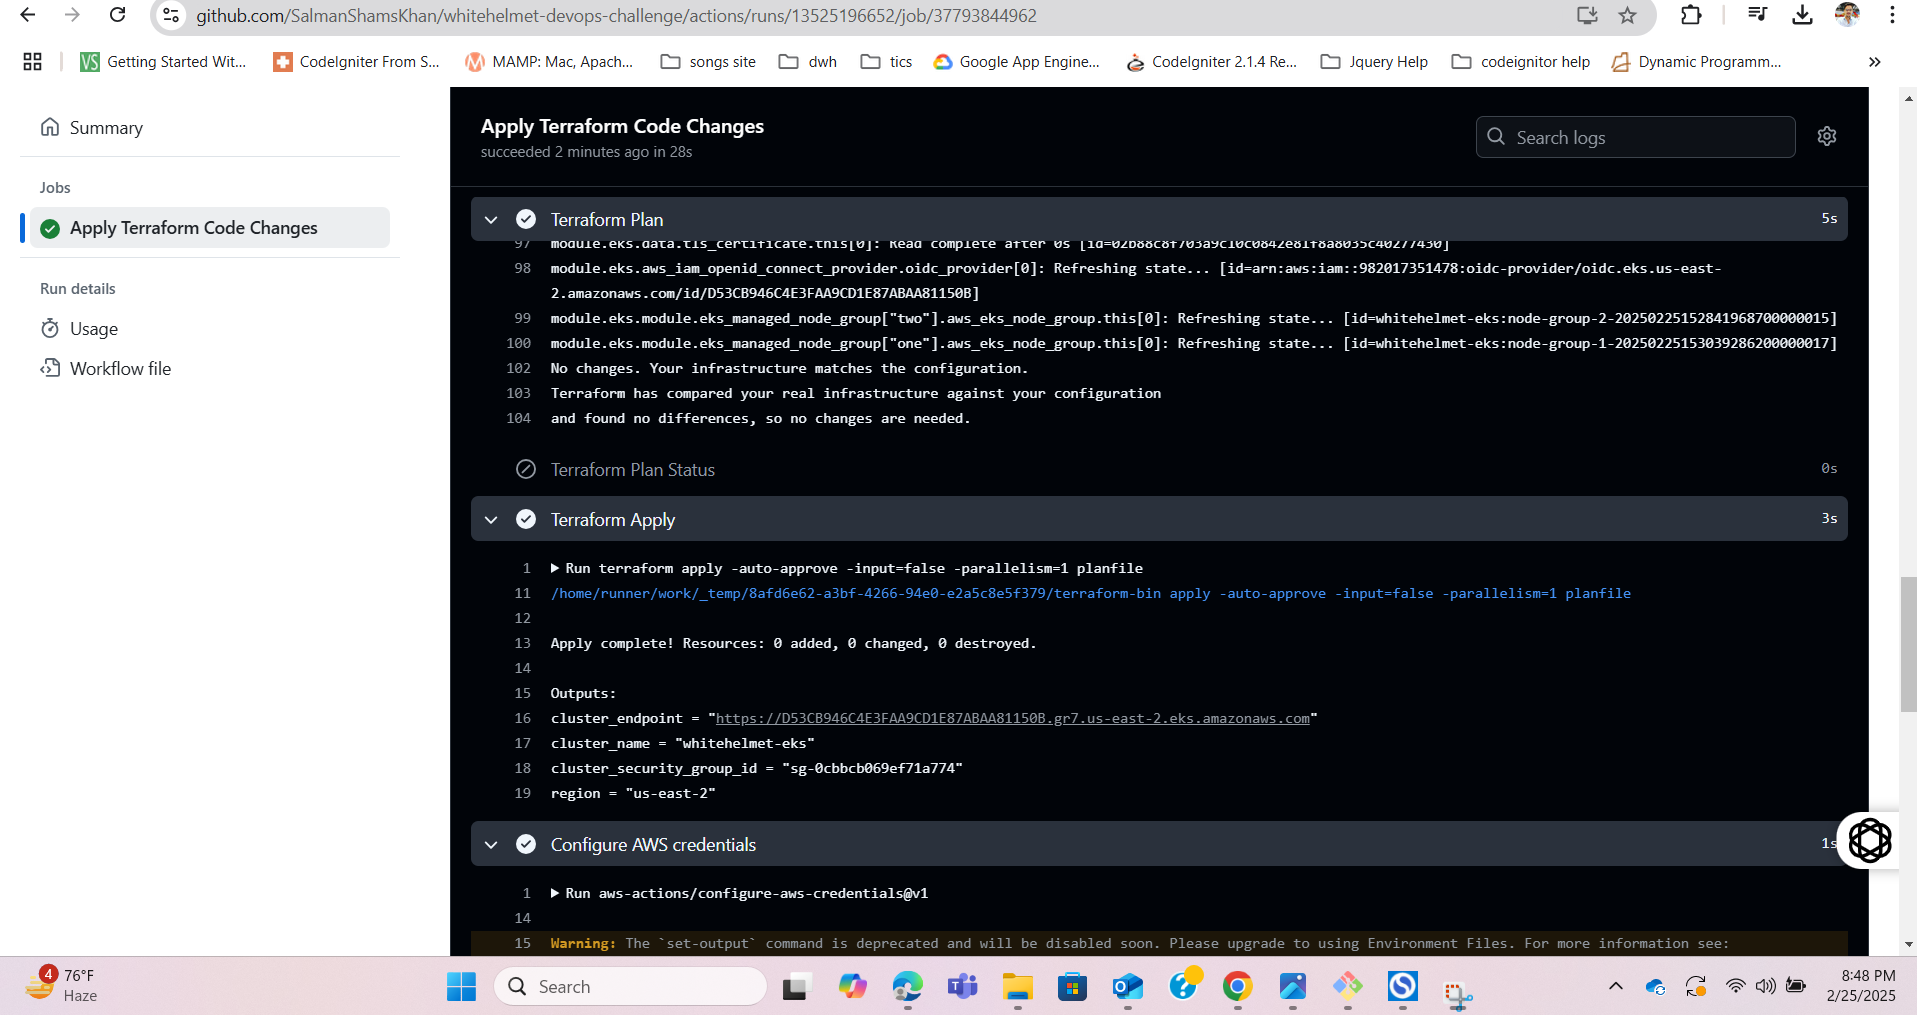 github.com/SalmanShamsKhan/whitehelmet-devops-challenge/actions/runs/13525196652/job/37793844962
Getting Started Wit...
CodeIgniter From S...
MAMP: Mac, Apach...
songs site
dwh
tics
Google App Engine...
CodeIgniter 2.1.4 Re...
Jquery Help
codeignitor help
Dynamic Programm...
»
Summary
Jobs
Apply Terraform Code Changes
Run details
Usage
Workflow file
Apply Terraform Code Changes
succeeded 2 minutes ago in 28s
Search logs
Terraform Plan
5s
97 module.eks.data.tls_certificate.this[0]: Read complete after 0s [id=02b88c8f703a9c10c0842e81f8a8035c40277430]
98 module.eks.aws_iam_openid_connect_provider.oidc_provider[0]: Refreshing state... [id=arn:aws:iam::982017351478:oidc-provider/oidc.eks.us-east-
2.amazonaws.com/id/D53CB946C4E3FAA9CD1E87ABAA81150B]
99 module.eks.module.eks_managed_node_group["two"].aws_eks_node_group.this[0]: Refreshing state... [id=whitehelmet-eks:node-group-2-20250225152841968700000015]
100 module.eks.module.eks_managed_node_group["one"].aws_eks_node_group.this[0]: Refreshing state... [id=whitehelmet-eks:node-group-1-20250225153039286200000017]
102 No changes. Your infrastructure matches the configuration.
103 Terraform has compared your real infrastructure against your configuration
104 and found no differences, so no changes are needed.
Terraform Plan Status
0s
Terraform Apply
3s
1 Run terraform apply -auto-approve -input=false -parallelism=1 planfile
11 /home/runner/work/_temp/8afd6e62-a3bf-4266-94e0-e2a5c8e5f379/terraform-bin apply -auto-approve -input=false -parallelism=1 planfile
12
13 Apply complete! Resources: 0 added, 0 changed, 0 destroyed.
14
15 Outputs:
16 cluster_endpoint = "https://D53CB946C4E3FAA9CD1E87ABAA81150B.gr7.us-east-2.eks.amazonaws.com"
17 cluster_name = "whitehelmet-eks"
18 cluster_security_group_id = "sg-0cbbcb069ef71a774"
19 region = "us-east-2"
Configure AWS credentials
1s
1 Run aws-actions/configure-aws-credentials@v1
14
15 Warning: The `set-output` command is deprecated and will be disabled soon. Please upgrade to using Environment Files. For more information see:
4
76°F
Haze
Search
8:48 PM
2/25/2025